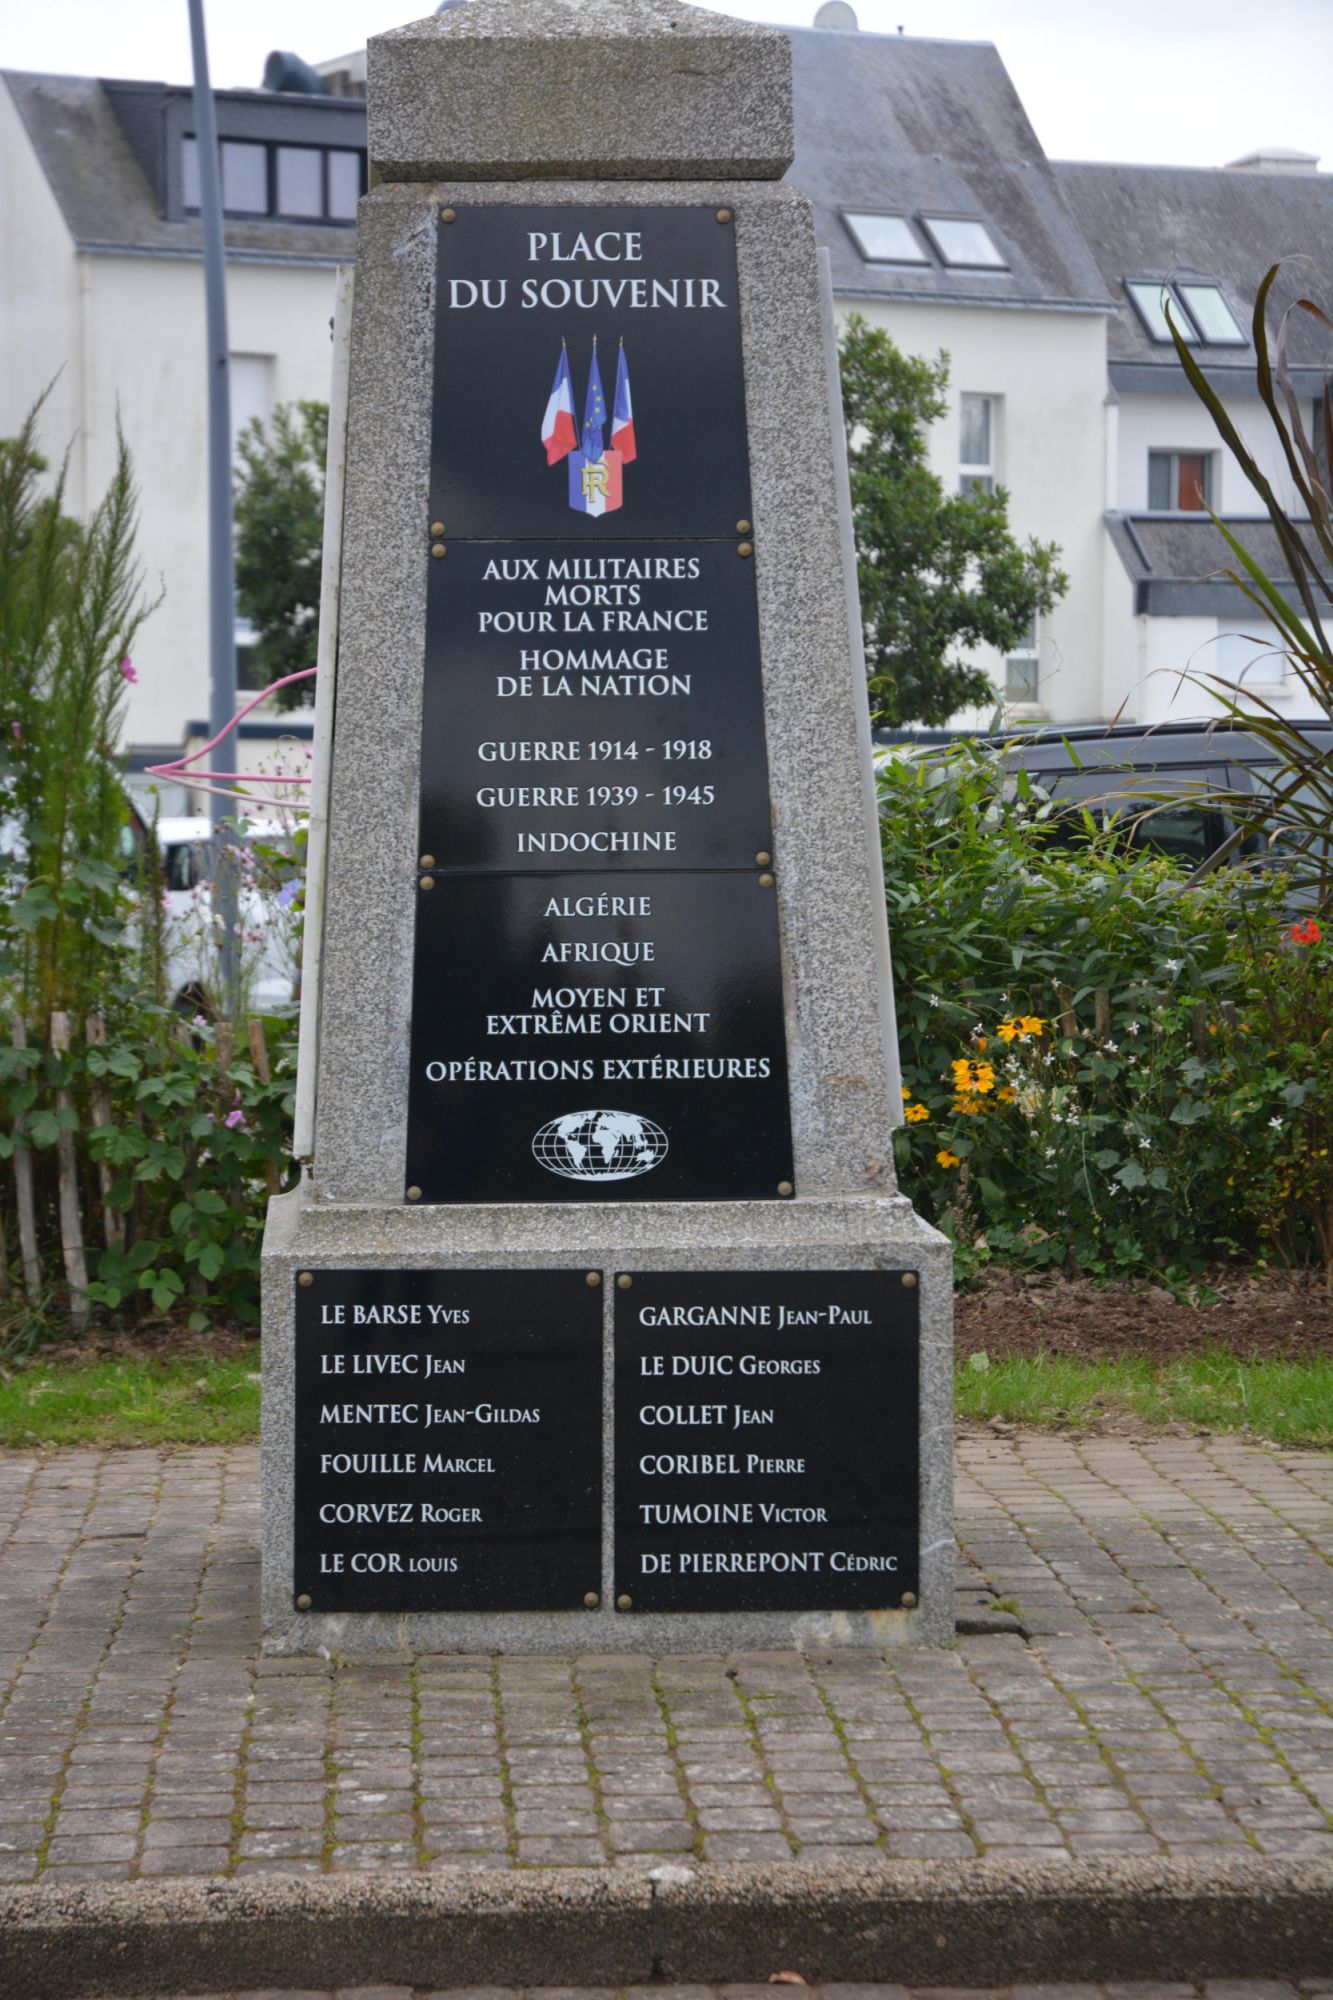 PLACE
DU SOUVENIR
RF
AUX MILITAIRES
MORTS
POUR LA FRANCE
HOMMAGE
DE LA NATION
GUERRE 1914 - 1918
GUERRE 1939 - 1945
INDOCHINE
ALGÉRIE
AFRIQUE
MOYEN ET
EXTRÊME ORIENT
OPÉRATIONS EXTÉRIEURES
LE BARSE YVES
LE LIVEC JEAN
MENTEC JEAN-GILDAS
FOUILLE MARCEL
CORVEZ ROGER
LE COR LOUIS
GARGANNE JEAN-PAUL
LE DUIC GEORGES
COLLET JEAN
CORIBEL PIERRE
TUMOINE VICTOR
DE PIERREPONT CÉDRIC